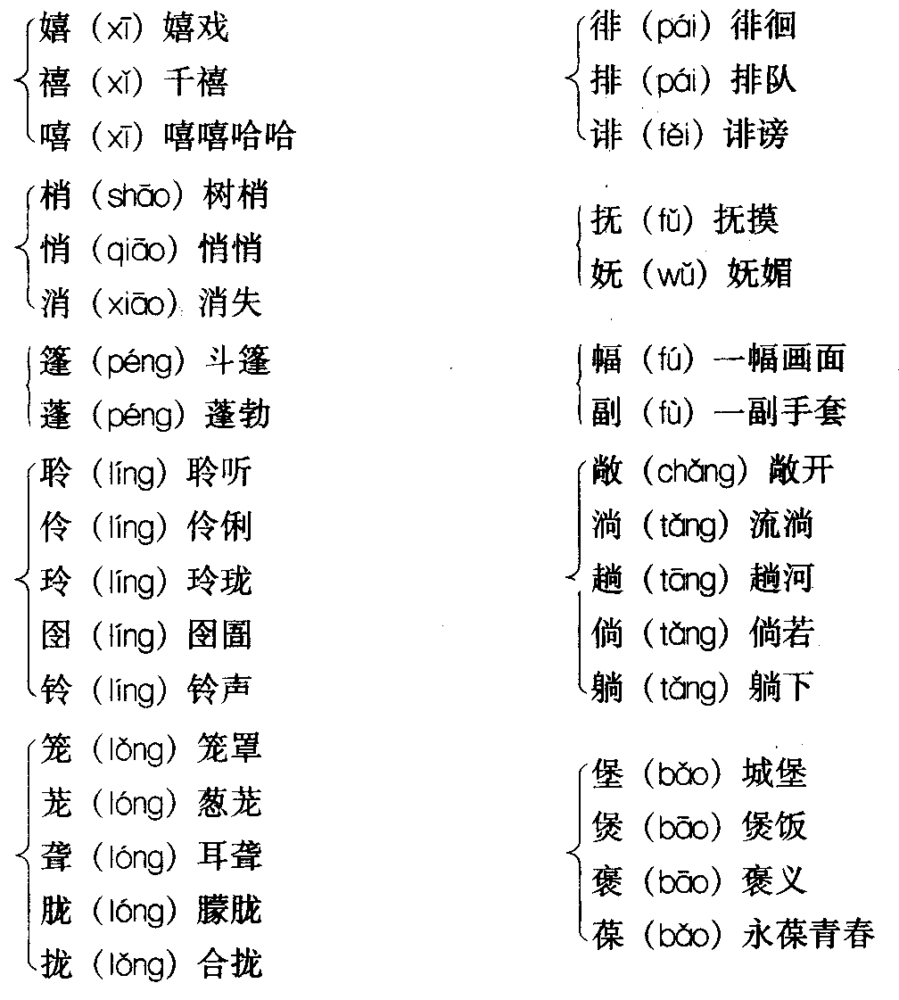 嬉（xī）嬉戏
禧（xǐ）千禧
嘻（xī）嘻嘻哈哈
梢（shāo）树梢
悄（qiāo）悄悄
消（xiāo）消失
篷（péng）斗篷
蓬（péng）蓬勃
聆（líng）聆听
伶（líng）伶俐
玲（líng）玲珑
囹（líng）囹圄
铃（líng）铃声
笼（lǒng）笼罩
茏（lóng）葱茏
聋（lóng）耳聋
胧（lóng）朦胧
拢（lǒng）合拢
徘（pái）徘徊
排（pái）排队
诽（fěi）诽谤
抚（fǔ）抚摸
妩（wǔ）妩媚
幅（fú）一幅画面
副（fù）一副手套
敞（chǎng）敞开
淌（tǎng）流淌
趟（tāng）趟河
倘（tǎng）倘若
躺（tǎng）躺下
堡（bǎo）城堡
煲（bāo）煲饭
褒（bāo）褒义
葆（bǎo）永葆青春